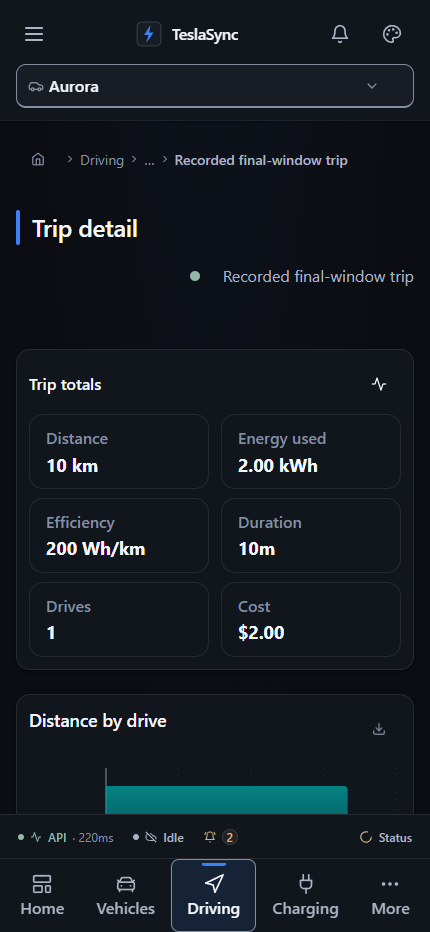 TeslaSync
Aurora
Driving
...
Recorded final-window trip
Trip detail
Recorded final-window trip
Trip totals
Distance
10 km
Energy used
2.00 kWh
Efficiency
200 Wh/km
Duration
10m
Drives
1
Cost
$2.00
Distance by drive
API · 220ms
Idle
2
Status
Home
Vehicles
Driving
Charging
More